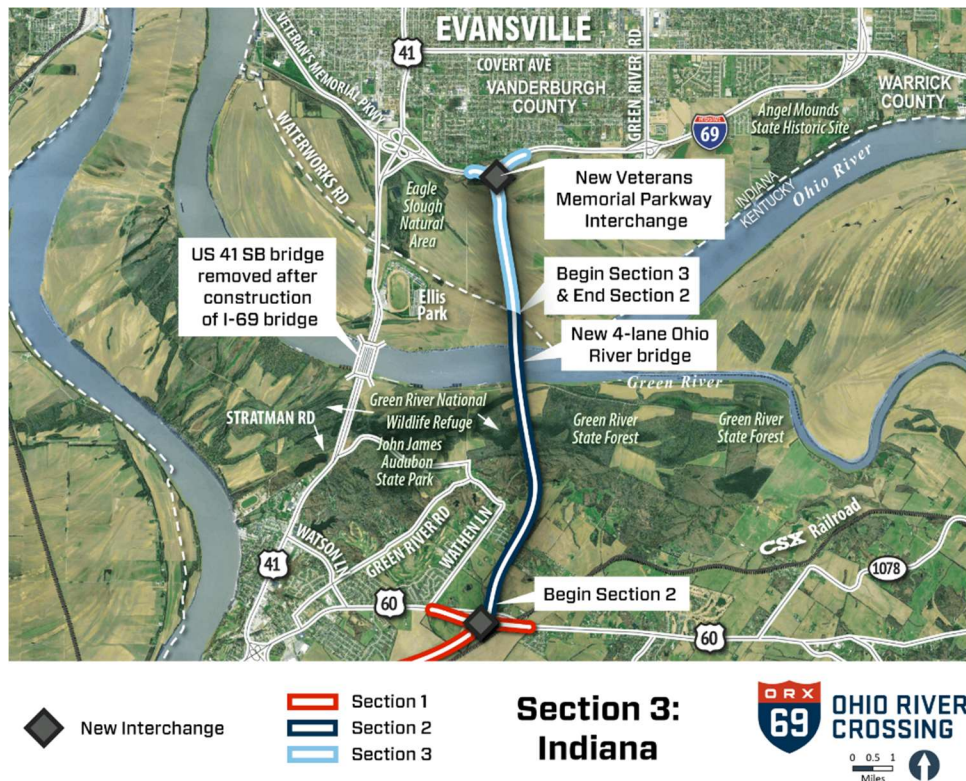 EVANSVILLE
41
COVERT AVE
VETERAN'S MEMORIAL PKWY
VANDERBURGH
COUNTY
GREEN RIVER RD
WARRICK
COUNTY
INTERSTATE
69
Angel Mounds
State Historic Site
WATERWORKS RD
INDIANA
KENTUCKY
Ohio River
New Veterans
Memorial Parkway
Interchange
Eagle
Slough
Natural
Area
US 41 SB bridge
removed after
construction
of I-69 bridge
Ellis
Park
Begin Section 3
& End Section 2
New 4-lane Ohio
River bridge
Green River
Green River National
Wildlife Refuge
STRATMAN RD
John James
Audubon
State Park
Green River
State Forest
Green River
State Forest
WATSON LN
GREEN RIVER RD
WATHEN LN
CSX Railroad
41
1078
60
Begin Section 2
60
New Interchange
Section 1
Section 2
Section 3
Section 3:
Indiana
ORX
69
OHIO RIVER
CROSSING
0 0.5 1
Miles